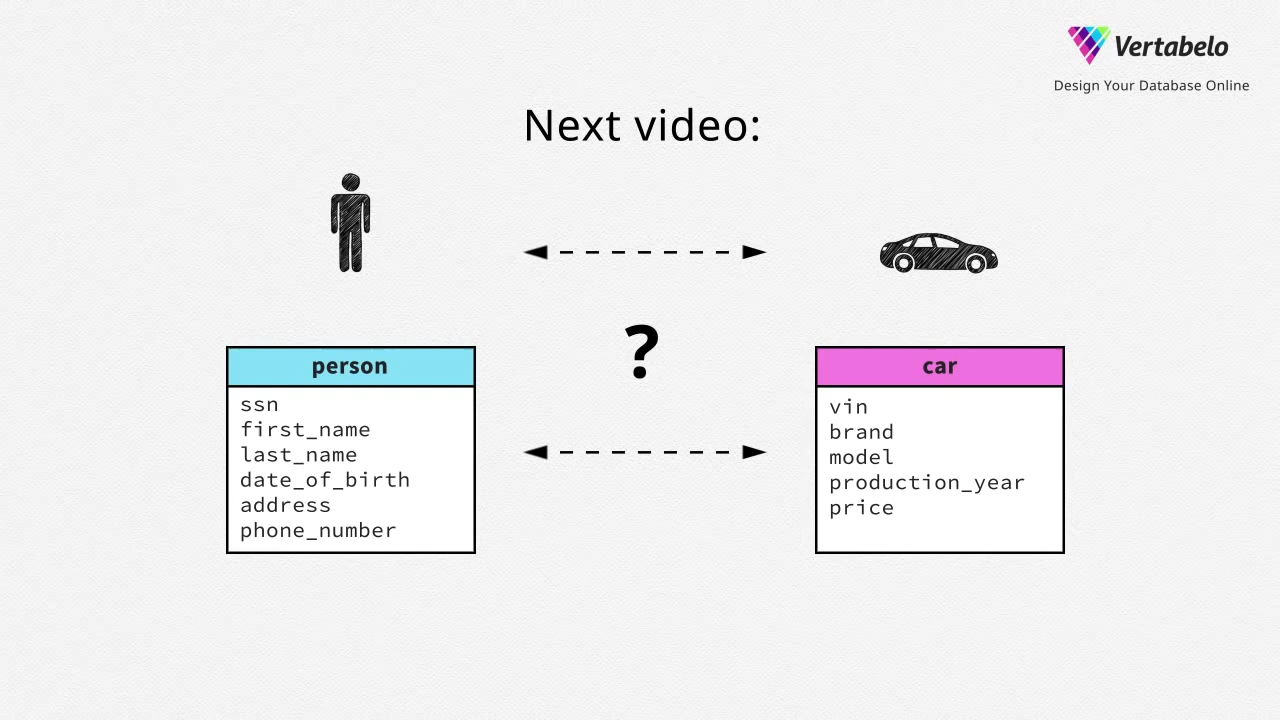 Vertabelo
Design Your Database Online
Next video:
?
person
ssn
first_name
last_name
date_of_birth
address
phone_number
car
vin
brand
model
production_year
price